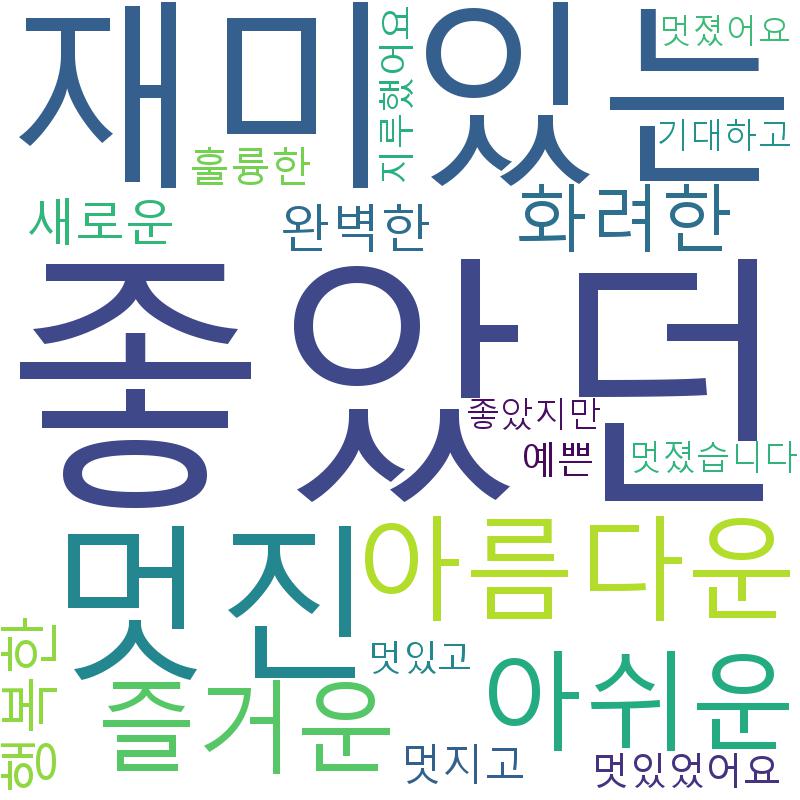 재미있는
지루했어요
멋졌어요
기대하고
훌륭한
새로운
완벽한
화려한
좋았던
좋았지만
예쁜
멋졌습니다
멋진
아름다운
행복한
멋있고
즐거운
아쉬운
멋지고
멋있었어요